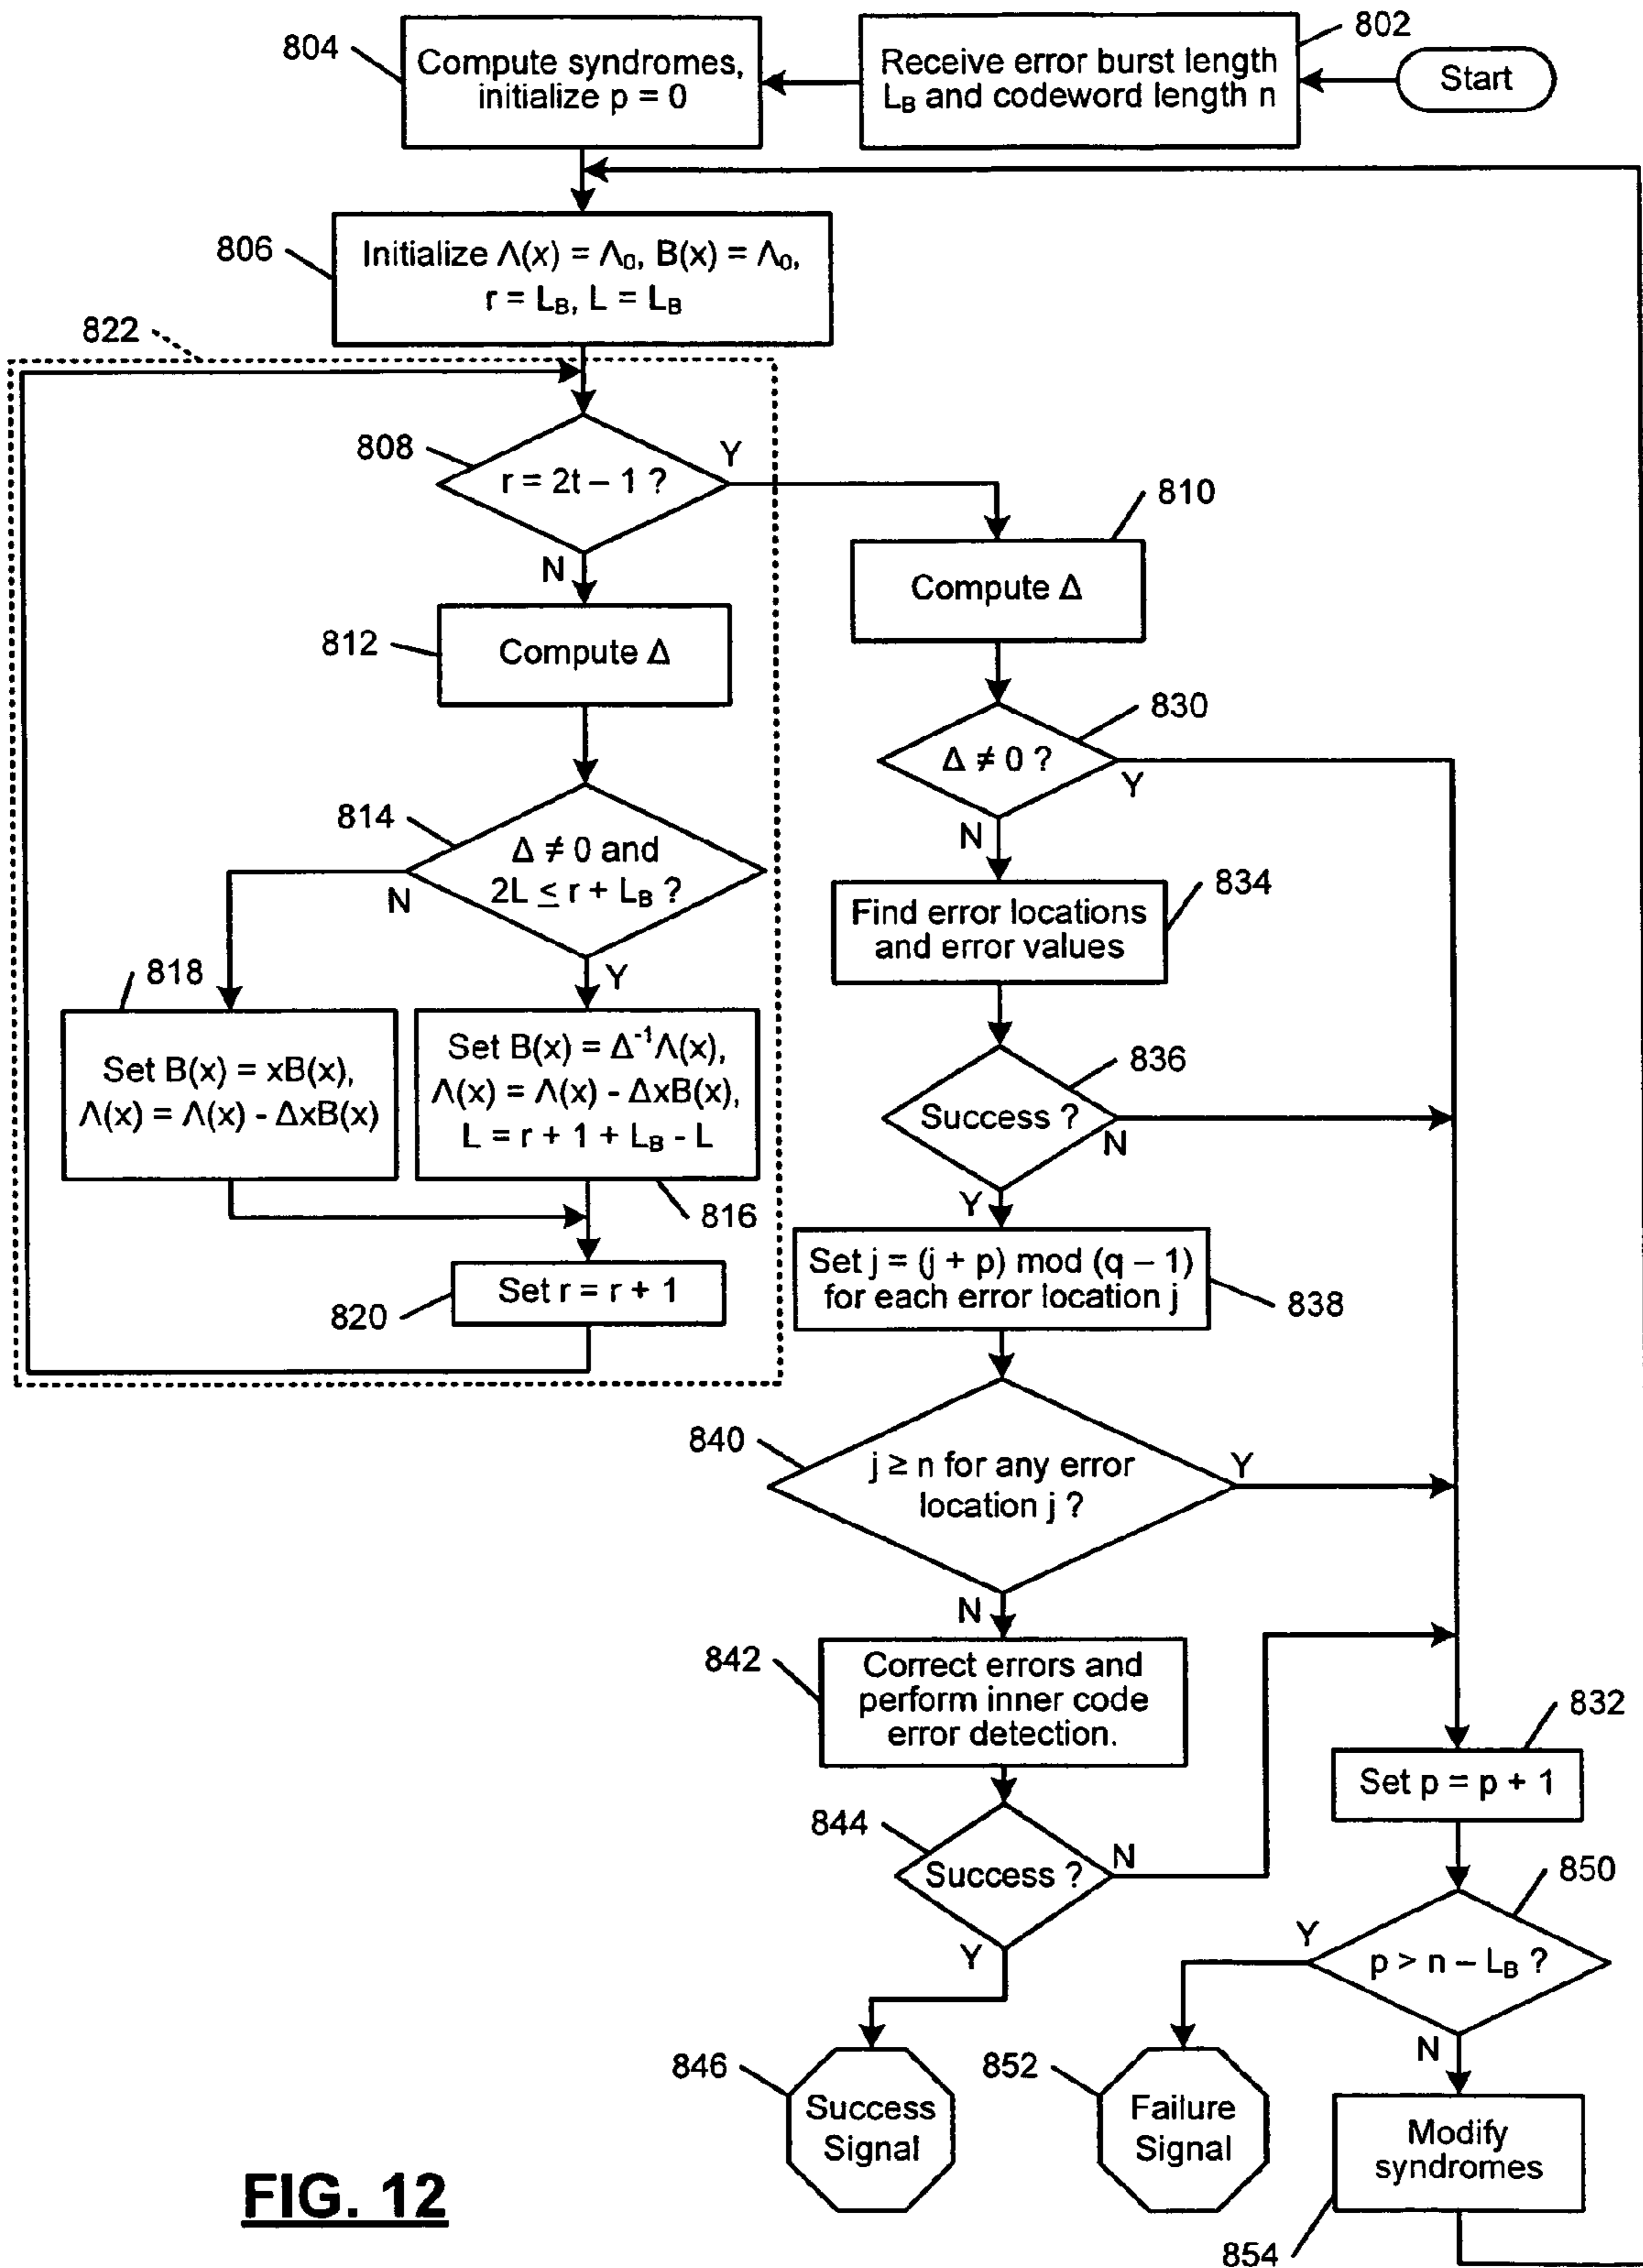 Start
802
Receive error burst length
L_B and codeword length n
804
Compute syndromes,
initialize p = 0
806
Initialize Λ(x) = Λ₀, B(x) = Λ₀,
r = L_B, L = L_B
822
808
r = 2t – 1 ?
Y
N
810
Compute Δ
812
Compute Δ
814
Δ ≠ 0 and
2L ≤ r + L_B ?
N
Y
818
Set B(x) = xB(x),
Λ(x) = Λ(x) - ΔxB(x)
Set B(x) = Δ⁻¹Λ(x),
Λ(x) = Λ(x) - ΔxB(x),
L = r + 1 + L_B - L
816
820
Set r = r + 1
830
Δ ≠ 0 ?
Y
N
834
Find error locations
and error values
836
Success ?
N
Y
Set j = (j + p) mod (q – 1)
for each error location j
838
840
j ≥ n for any error
location j ?
Y
N
842
Correct errors and
perform inner code
error detection.
844
Success ?
N
Y
832
Set p = p + 1
850
p > n – L_B ?
Y
N
846
Success
Signal
852
Failure
Signal
Modify
syndromes
854
FIG. 12